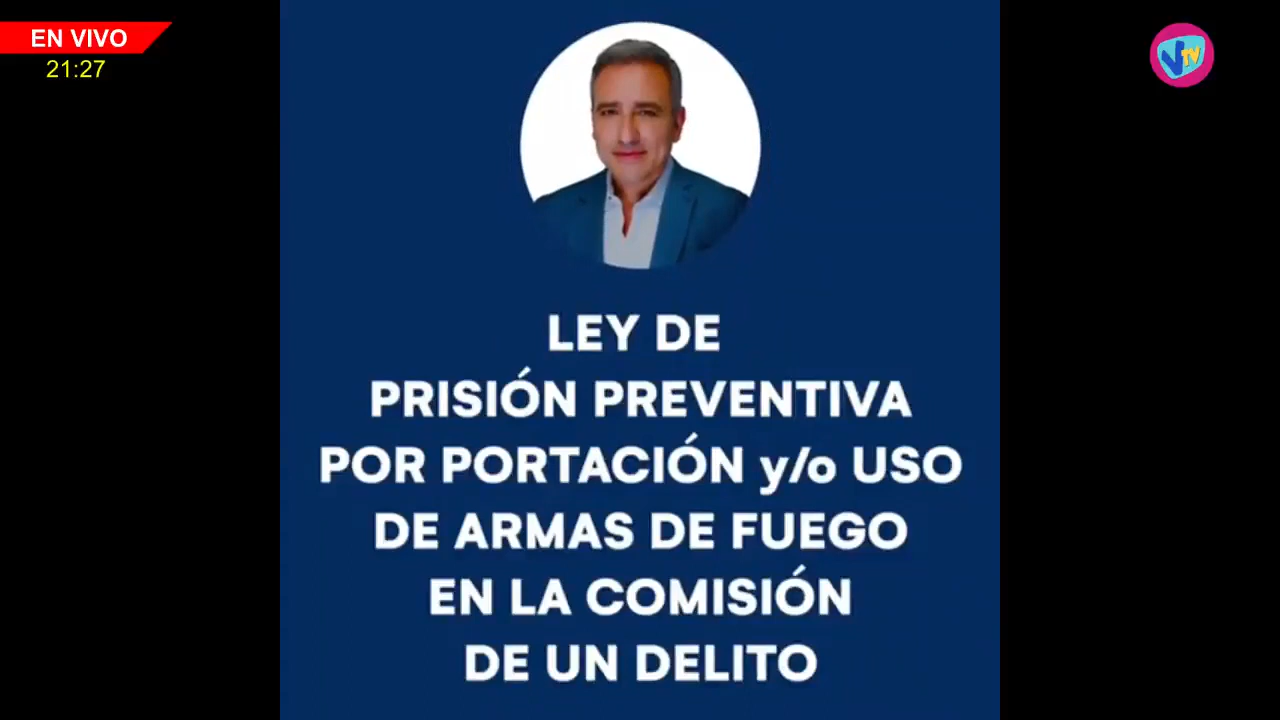 EN VIVO
21:27
VTV
LEY DE
PRISIÓN PREVENTIVA
POR PORTACIÓN y/o USO
DE ARMAS DE FUEGO
EN LA COMISIÓN
DE UN DELITO